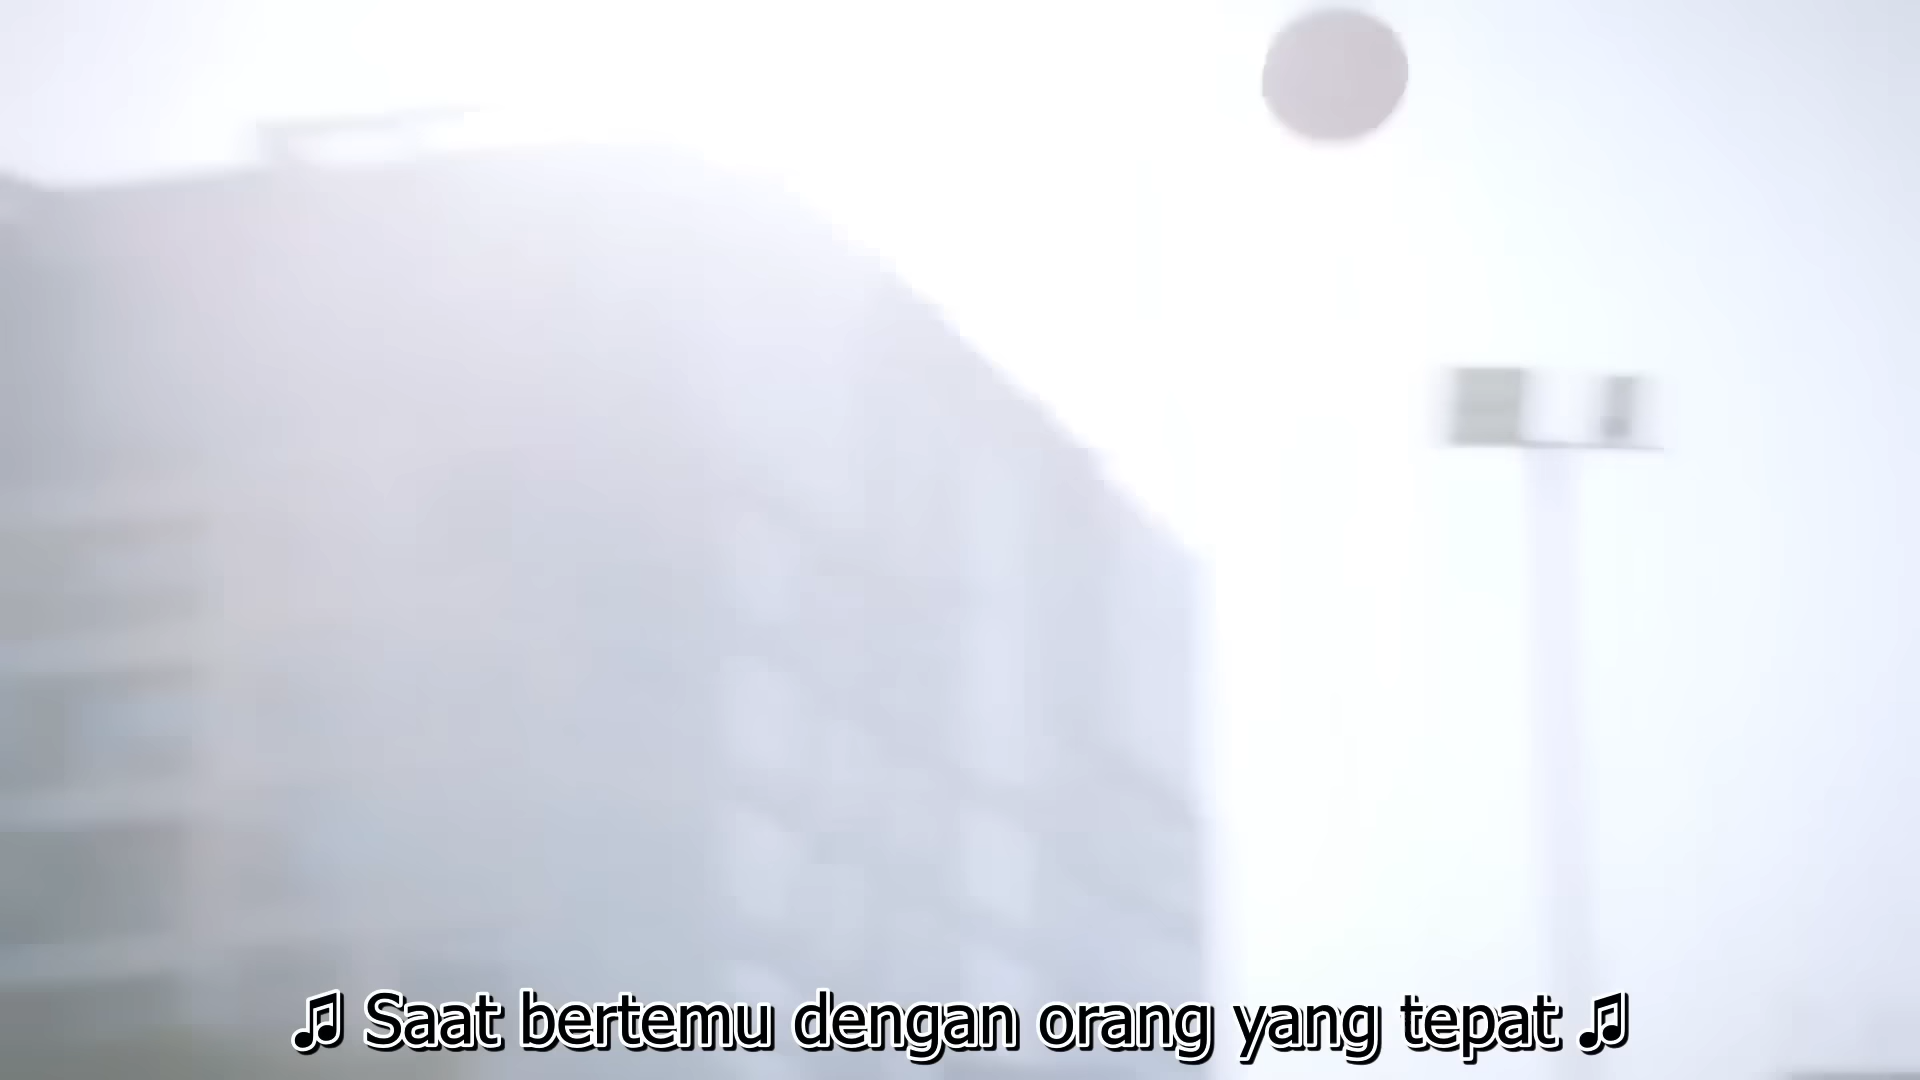 ♫ Saat bertemu dengan orang yang tepat ♫